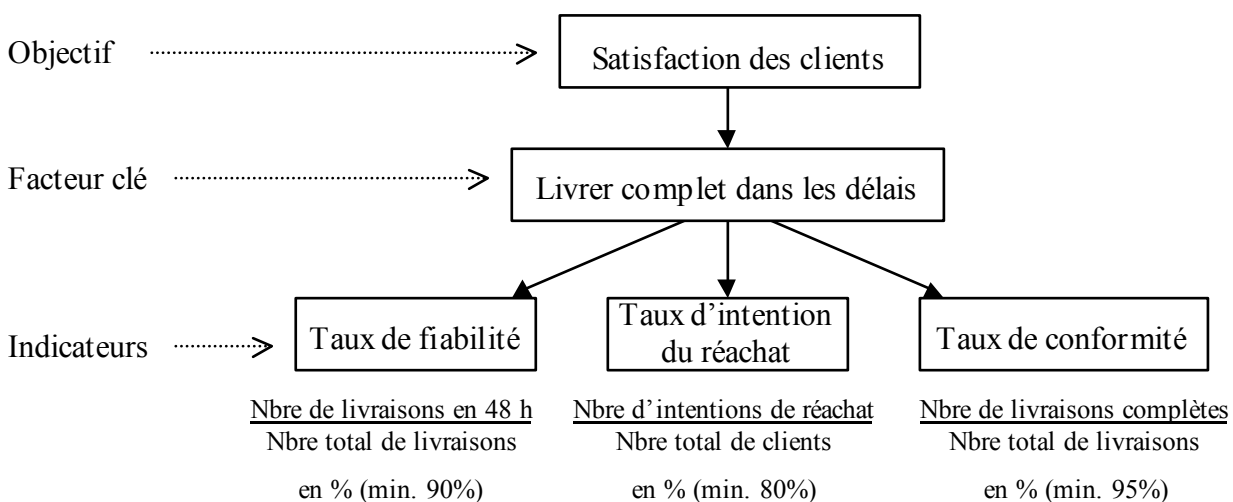 Objectif
Satisfaction des clients
Facteur clé
Livrer complet dans les délais
Indicateurs
Taux de fiabilité
Taux d'intention
du réachat
Taux de conformité
Nbre de livraisons en 48 h
Nbre total de livraisons
en % (min. 90%)
Nbre d'intentions de réachat
Nbre total de clients
en % (min. 80%)
Nbre de livraisons complètes
Nbre total de livraisons
en % (min. 95%)